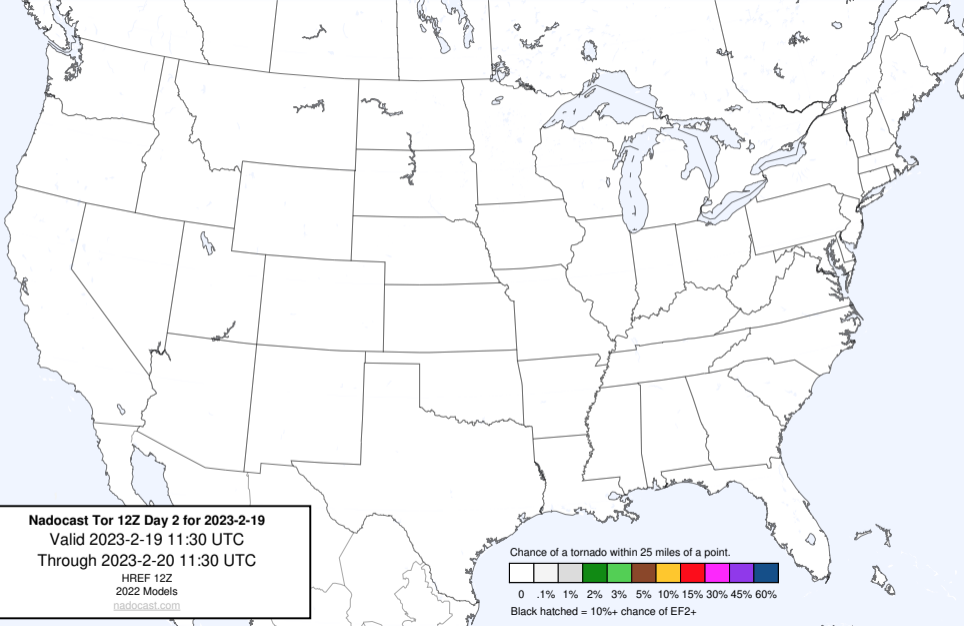 Nadocast Tor 12Z Day 2 for 2023-2-19
Valid 2023-2-19 11:30 UTC
Through 2023-2-20 11:30 UTC
HREF 12Z
2022 Models
nadocast.com
Chance of a tornado within 25 miles of a point.
0 .1% 1% 2% 3% 5% 10% 15% 30% 45% 60%
Black hatched = 10%+ chance of EF2+